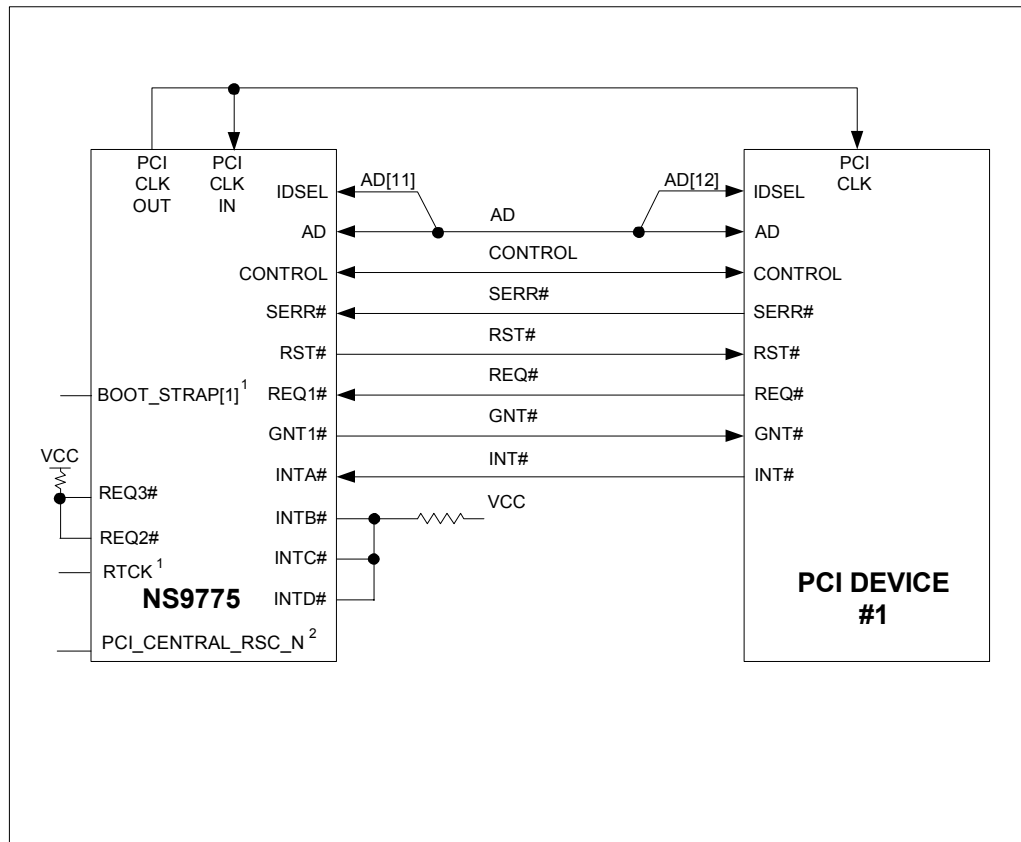 PCI
CLK
OUT
PCI
CLK
IN
PCI
CLK
IDSEL
AD[11]
AD[12]
IDSEL
AD
AD
AD
CONTROL
CONTROL
CONTROL
SERR#
SERR#
SERR#
RST#
RST#
RST#
BOOT_STRAP[1]1
REQ1#
REQ#
REQ#
GNT1#
GNT#
GNT#
VCC
INTA#
INT#
INT#
REQ3#
INTB#
VCC
REQ2#
INTC#
RTCK1
INTD#
NS9775
PCI DEVICE
#1
PCI_CENTRAL_RSC_N2